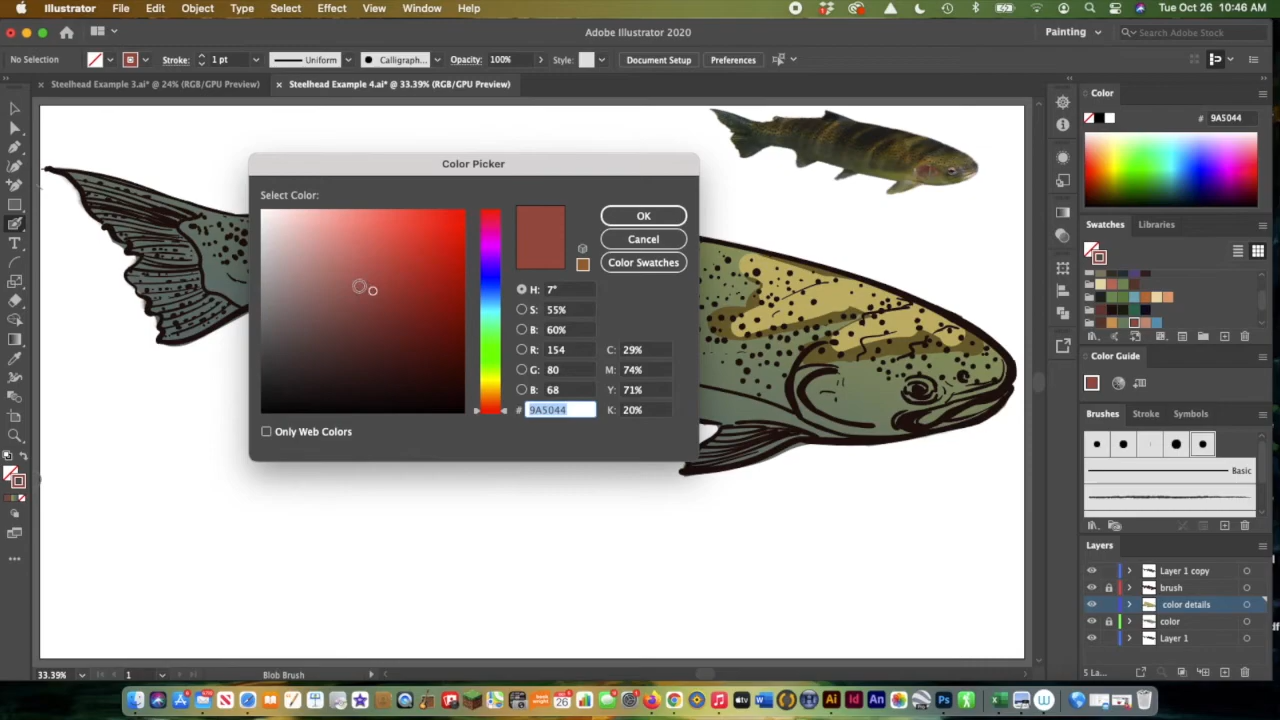 Illustrator File Edit Object Type Select Effect View Window Help Tue Oct 26 10:46 AM
Adobe Illustrator 2020 Painting Search Adobe Stock
No Selection Stroke: 1 pt Uniform Calligraph... Opacity: 100% Style: Document Setup Preferences
× Steelhead Example 3.ai* @ 24% (RGB/GPU Preview) × Steelhead Example 4.ai* @ 33.39% (RGB/GPU Preview)
Color
# 9A5044
Color Picker
Select Color:
OK
Cancel
Color Swatches
H: 7°
S: 55%
B: 60%
R: 154 C: 29%
G: 80 M: 74%
B: 68 Y: 71%
# 9A5044 K: 20%
Only Web Colors
Swatches Libraries
Color Guide
Brushes Stroke Symbols
Basic
Layers
Layer 1 copy
brush
color details
color
Layer 1
5 La...
33.39% 1 Blob Brush